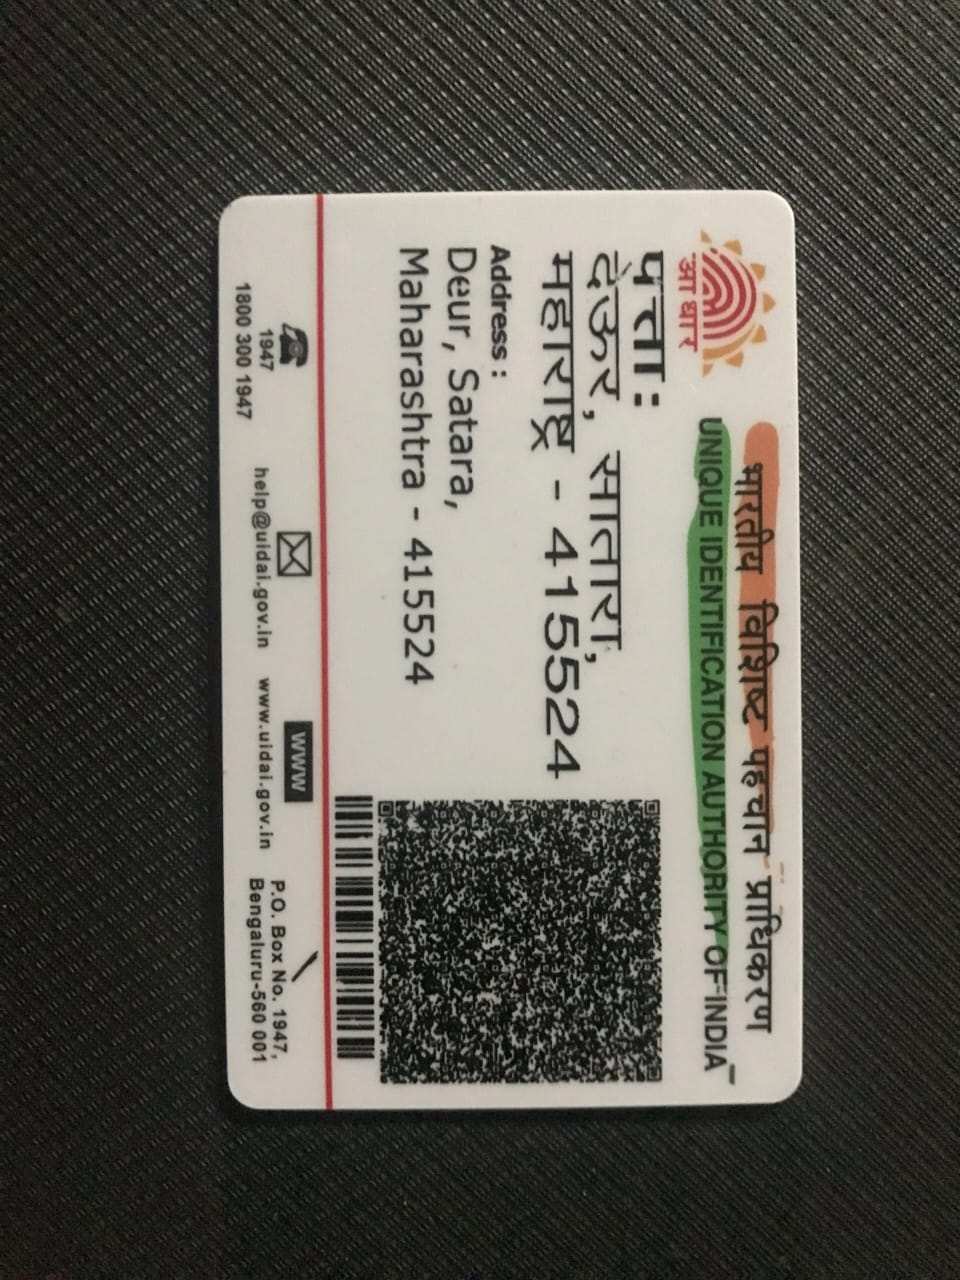 भारतीय विशिष्ट पहचान प्राधिकरण
UNIQUE IDENTIFICATION AUTHORITY OF INDIA
आधार
पत्ता :
देऊर, सातारा,
महाराष्ट्र - 415524
Address :
Deur, Satara,
Maharashtra - 415524
1947
1800 300 1947
help@uidai.gov.in
www
www.uidai.gov.in
P.O. Box No. 1947,
Bengaluru-560 001